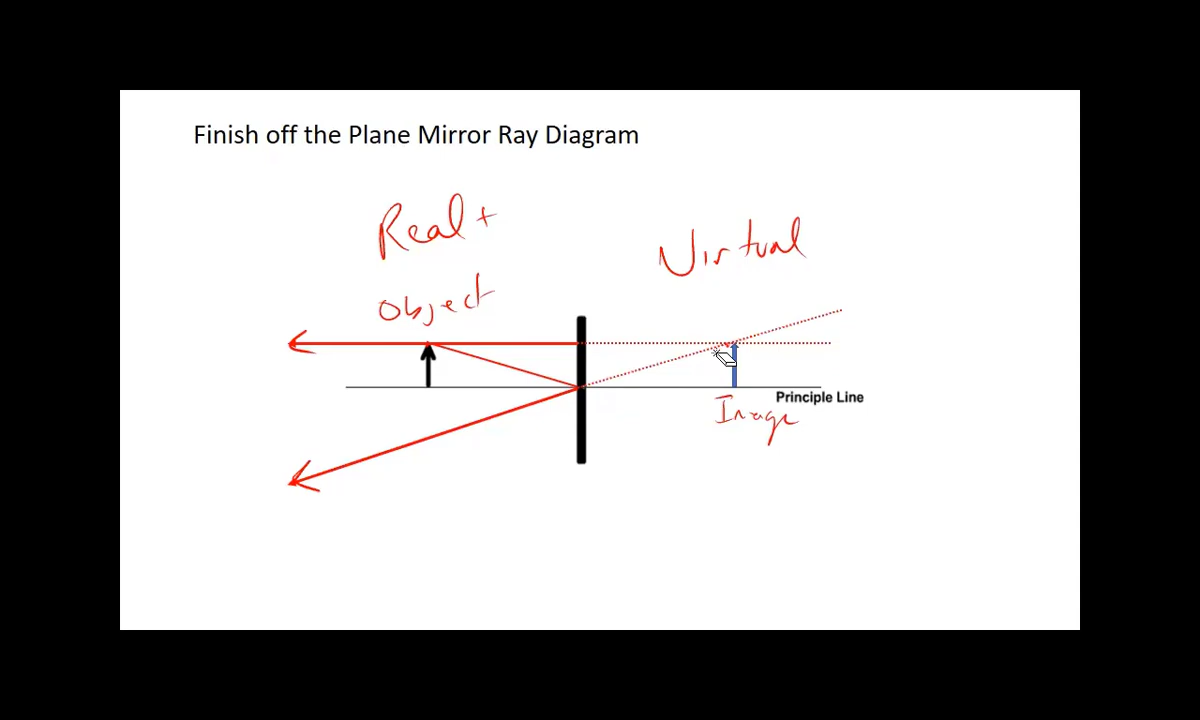 Finish off the Plane Mirror Ray Diagram
Real +
Virtual
Object
Principle Line
Image